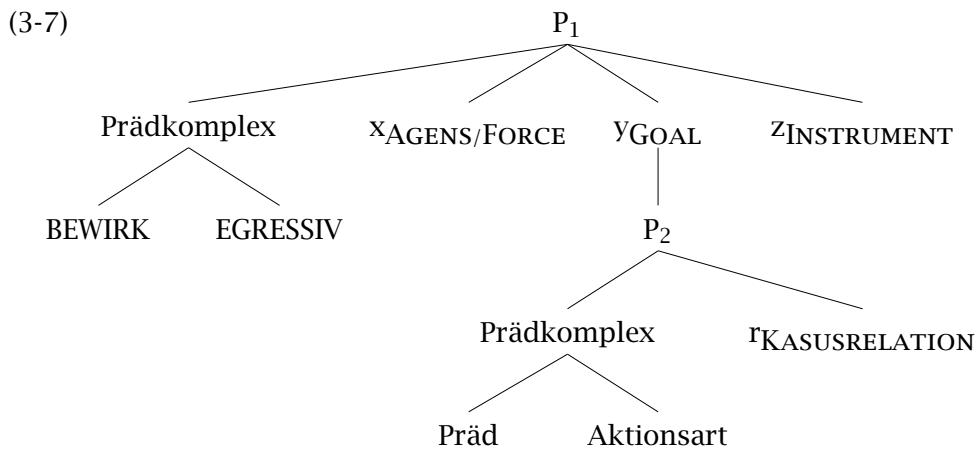 (3-7) P1
Prädkomplex xAGENS/FORCE yGOAL zINSTRUMENT
BEWIRK EGRESSIV P2
Prädkomplex rKASUSRELATION
Präd Aktionsart